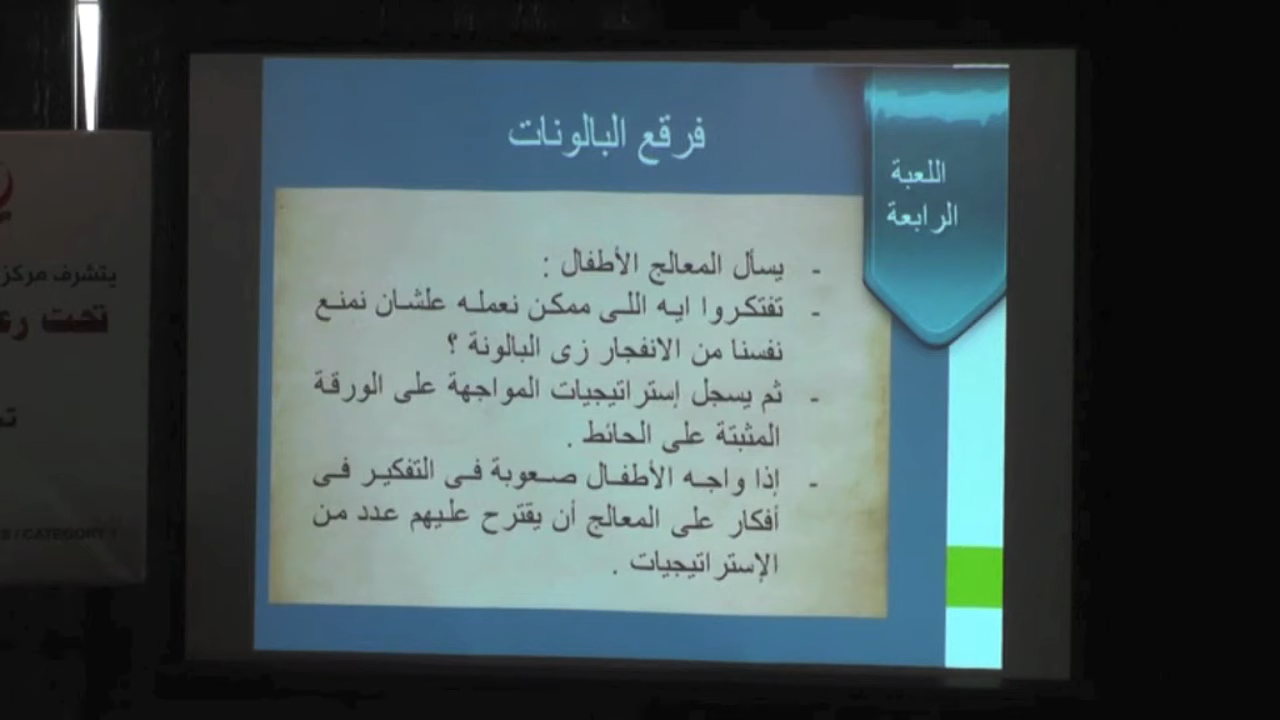 فرقع البالونات
اللعبة
الرابعة
- يسأل المعالج الأطفال :
- تفتكروا ايه اللى ممكن نعمله علشان نمنع
نفسنا من الانفجار زى البالونة ؟
- ثم يسجل إستراتيجيات المواجهة على الورقة
المثبتة على الحائط .
- إذا واجه الأطفال صعوبة فى التفكير فى
أفكار على المعالج أن يقترح عليهم عدد من
الإستراتيجيات .
يتشرف مركز
تحت
/ CATEGORY